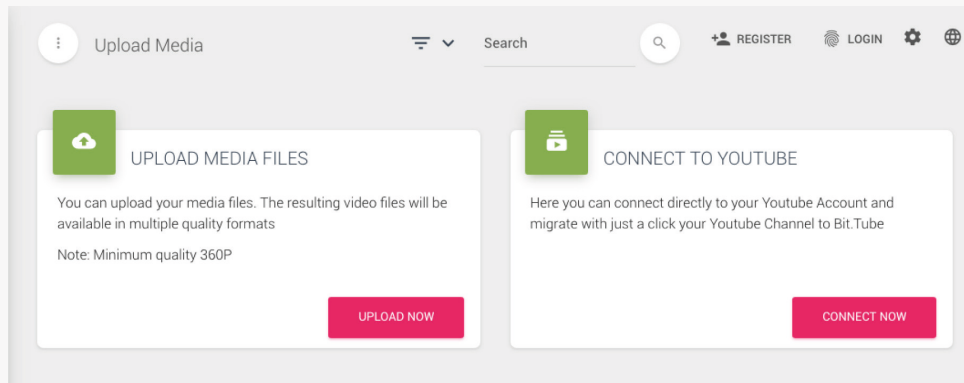 Upload Media
Search
REGISTER
LOGIN
UPLOAD MEDIA FILES
You can upload your media files. The resulting video files will be
available in multiple quality formats
Note: Minimum quality 360P
UPLOAD NOW
CONNECT TO YOUTUBE
Here you can connect directly to your Youtube Account and
migrate with just a click your Youtube Channel to Bit.Tube
CONNECT NOW